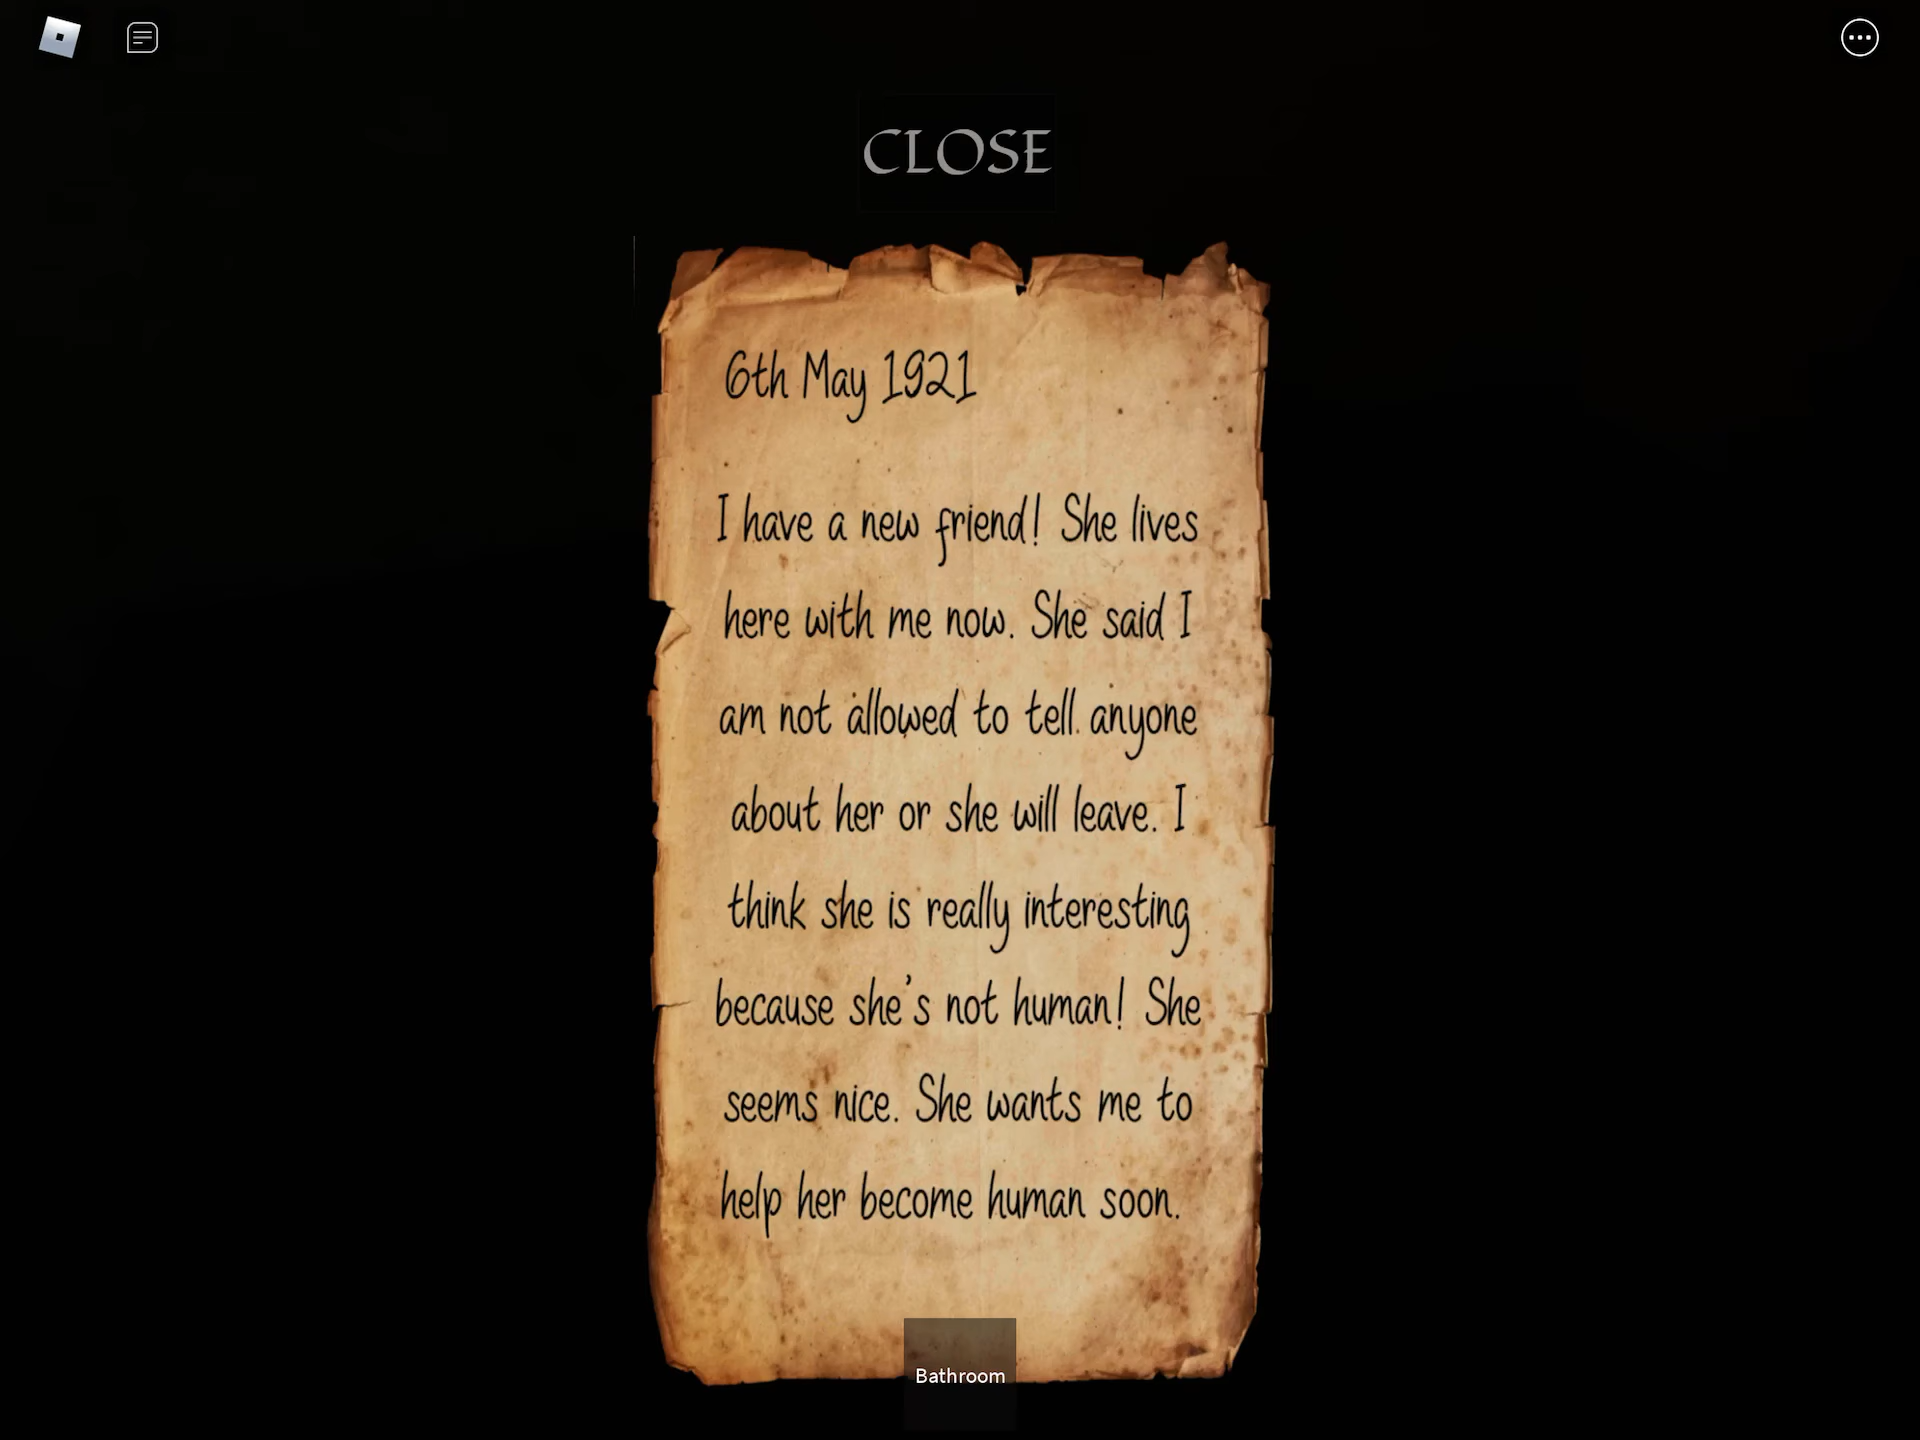 CLOSE
6th May 1921
I have a new friend! She lives
here with me now. She said I
am not allowed to tell anyone
about her or she will leave. I
think she is really interesting
because she's not human! She
seems nice. She wants me to
help her become human soon.
Bathroom